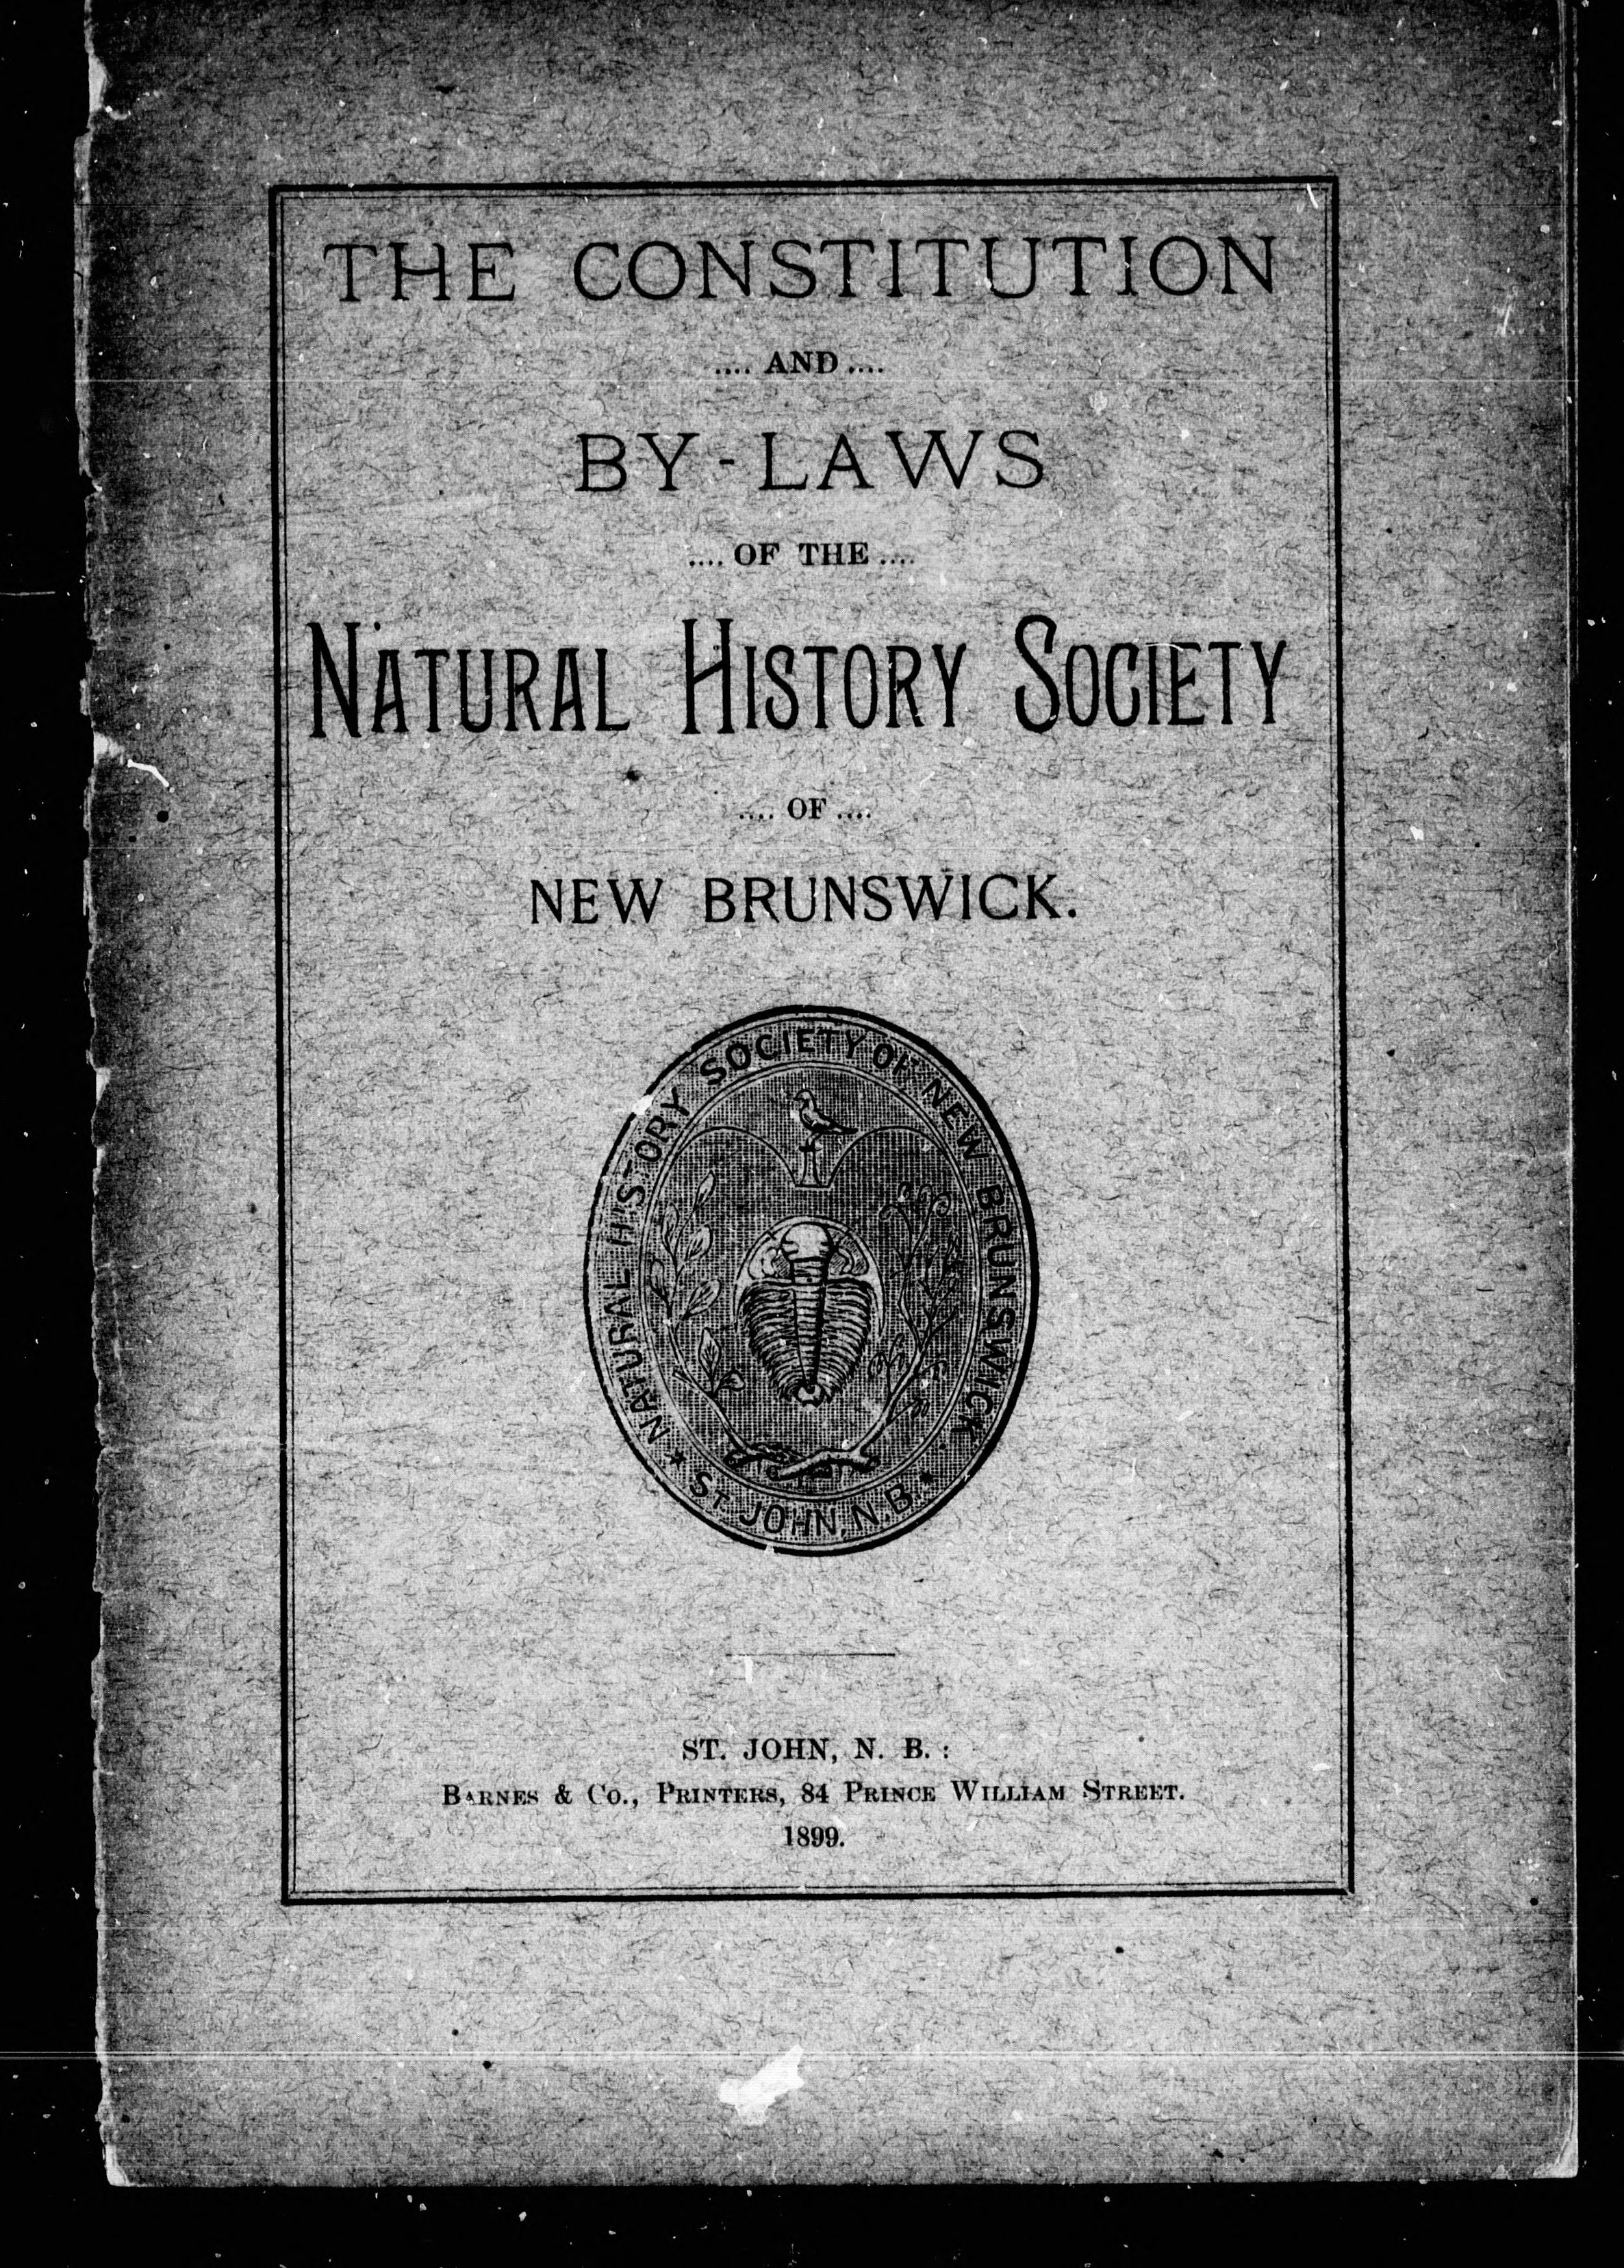 THE CONSTITUTION
.... AND ....
BY-LAWS
.... OF THE ....
NATURAL HISTORY SOCIETY
.... OF ....
NEW BRUNSWICK.
NATURAL HISTORY SOCIETY OF NEW BRUNSWICK.
* ST. JOHN, N.B. *
ST. JOHN, N. B. :
BARNES & CO., PRINTERS, 84 PRINCE WILLIAM STREET.
1899.